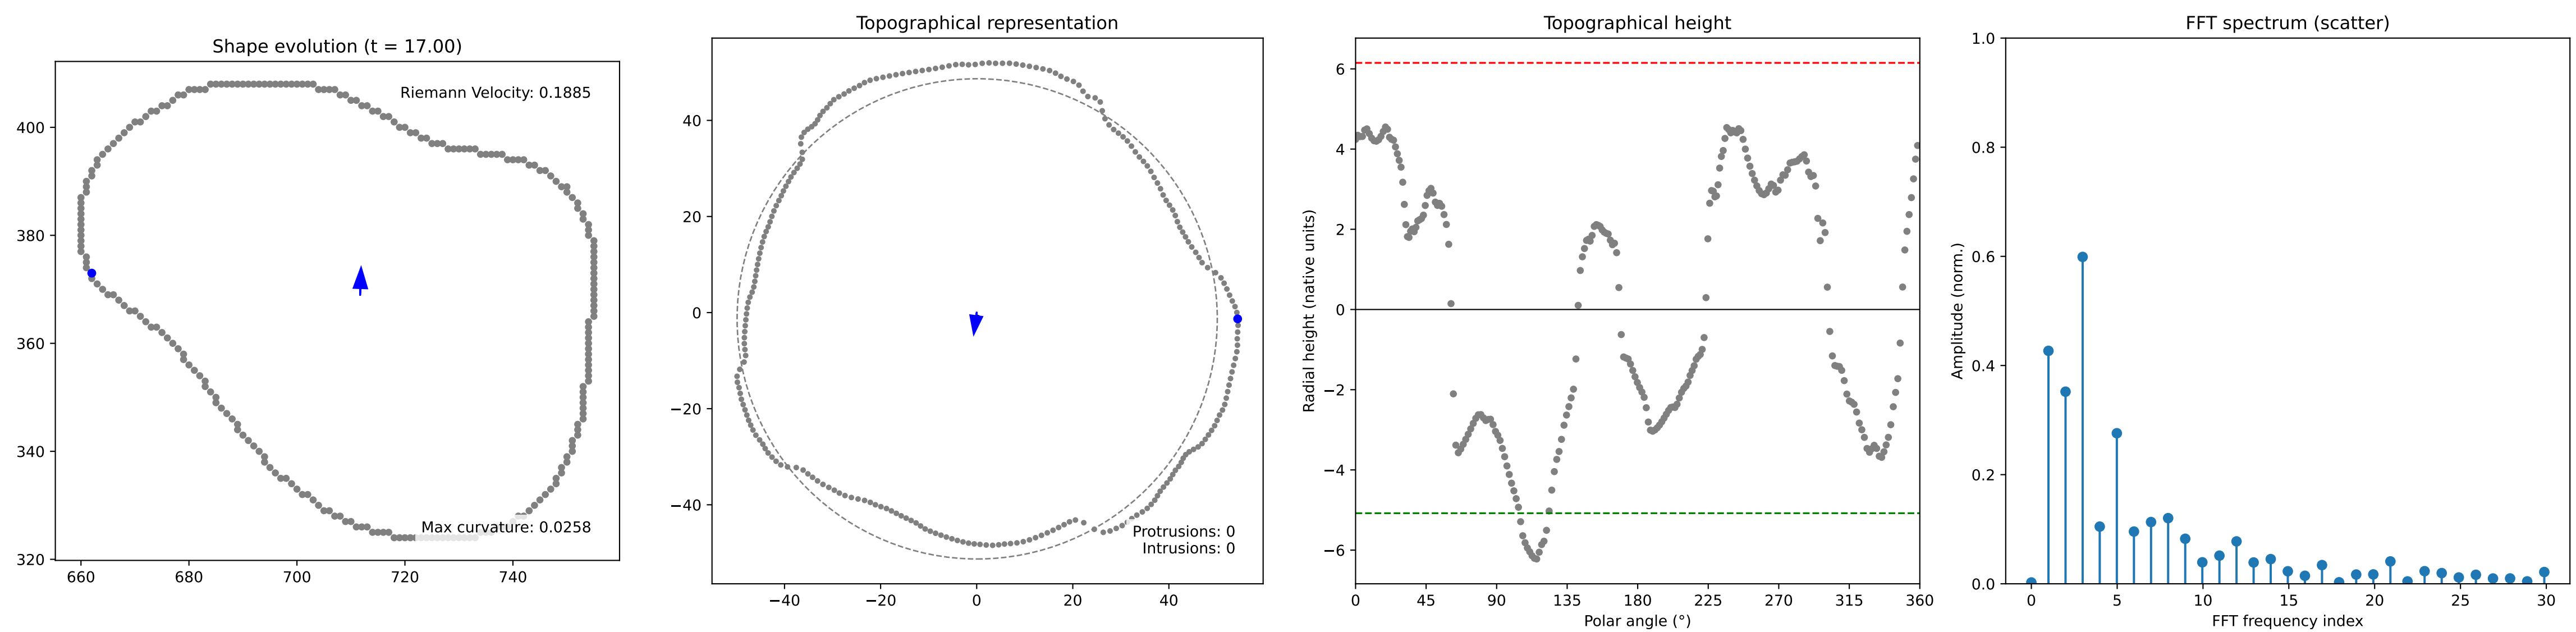 Shape evolution (t = 17.00)
Riemann Velocity: 0.1885
Max curvature: 0.0258
400
380
360
340
320
660 680 700 720 740
Topographical representation
40
20
0
−20
−40
−40 −20 0 20 40
Protrusions: 0
Intrusions: 0
Topographical height
Radial height (native units)
6
4
2
0
−2
−4
−6
0 45 90 135 180 225 270 315 360
Polar angle (°)
FFT spectrum (scatter)
Amplitude (norm.)
1.0
0.8
0.6
0.4
0.2
0.0
0 5 10 15 20 25 30
FFT frequency index